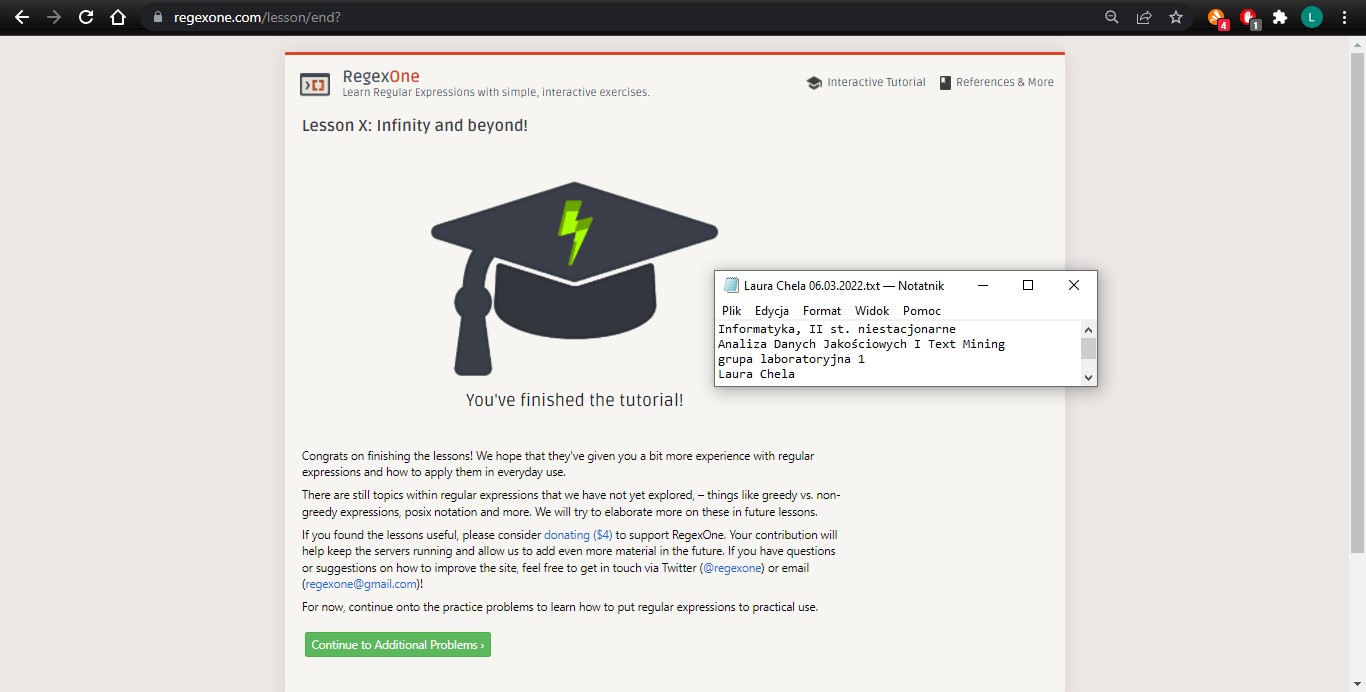 regexone.com/lesson/end?
4
1
L
RegexOne
Learn Regular Expressions with simple, interactive exercises.
Interactive Tutorial
References & More
Lesson X: Infinity and beyond!
You've finished the tutorial!
Congrats on finishing the lessons! We hope that they've given you a bit more experience with regular
expressions and how to apply them in everyday use.
There are still topics within regular expressions that we have not yet explored, – things like greedy vs. non-
greedy expressions, posix notation and more. We will try to elaborate more on these in future lessons.
If you found the lessons useful, please consider donating ($4) to support RegexOne. Your contribution will
help keep the servers running and allow us to add even more material in the future. If you have questions
or suggestions on how to improve the site, feel free to get in touch via Twitter (@regexone) or email
(regexone@gmail.com)!
For now, continue onto the practice problems to learn how to put regular expressions to practical use.
Continue to Additional Problems ›
Laura Chela 06.03.2022.txt — Notatnik
Plik Edycja Format Widok Pomoc
Informatyka, II st. niestacjonarne
Analiza Danych Jakościowych I Text Mining
grupa laboratoryjna 1
Laura Chela